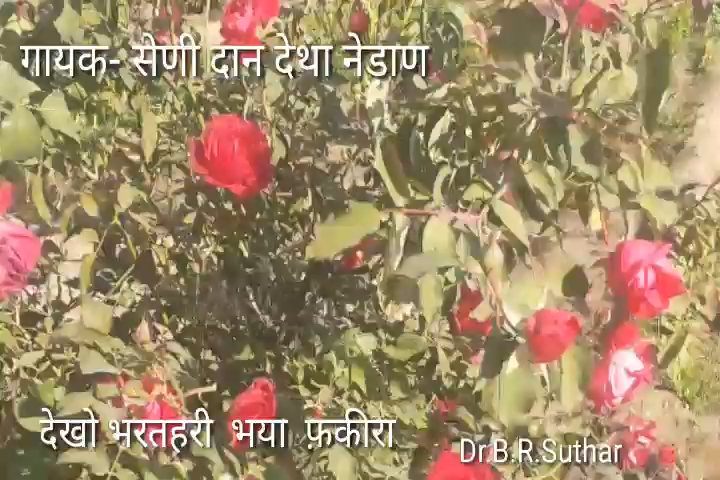 गायक- सैणी दान देथा नेडाण
देखो भरतहरी भया फ़कीरा
Dr.B.R.Suthar